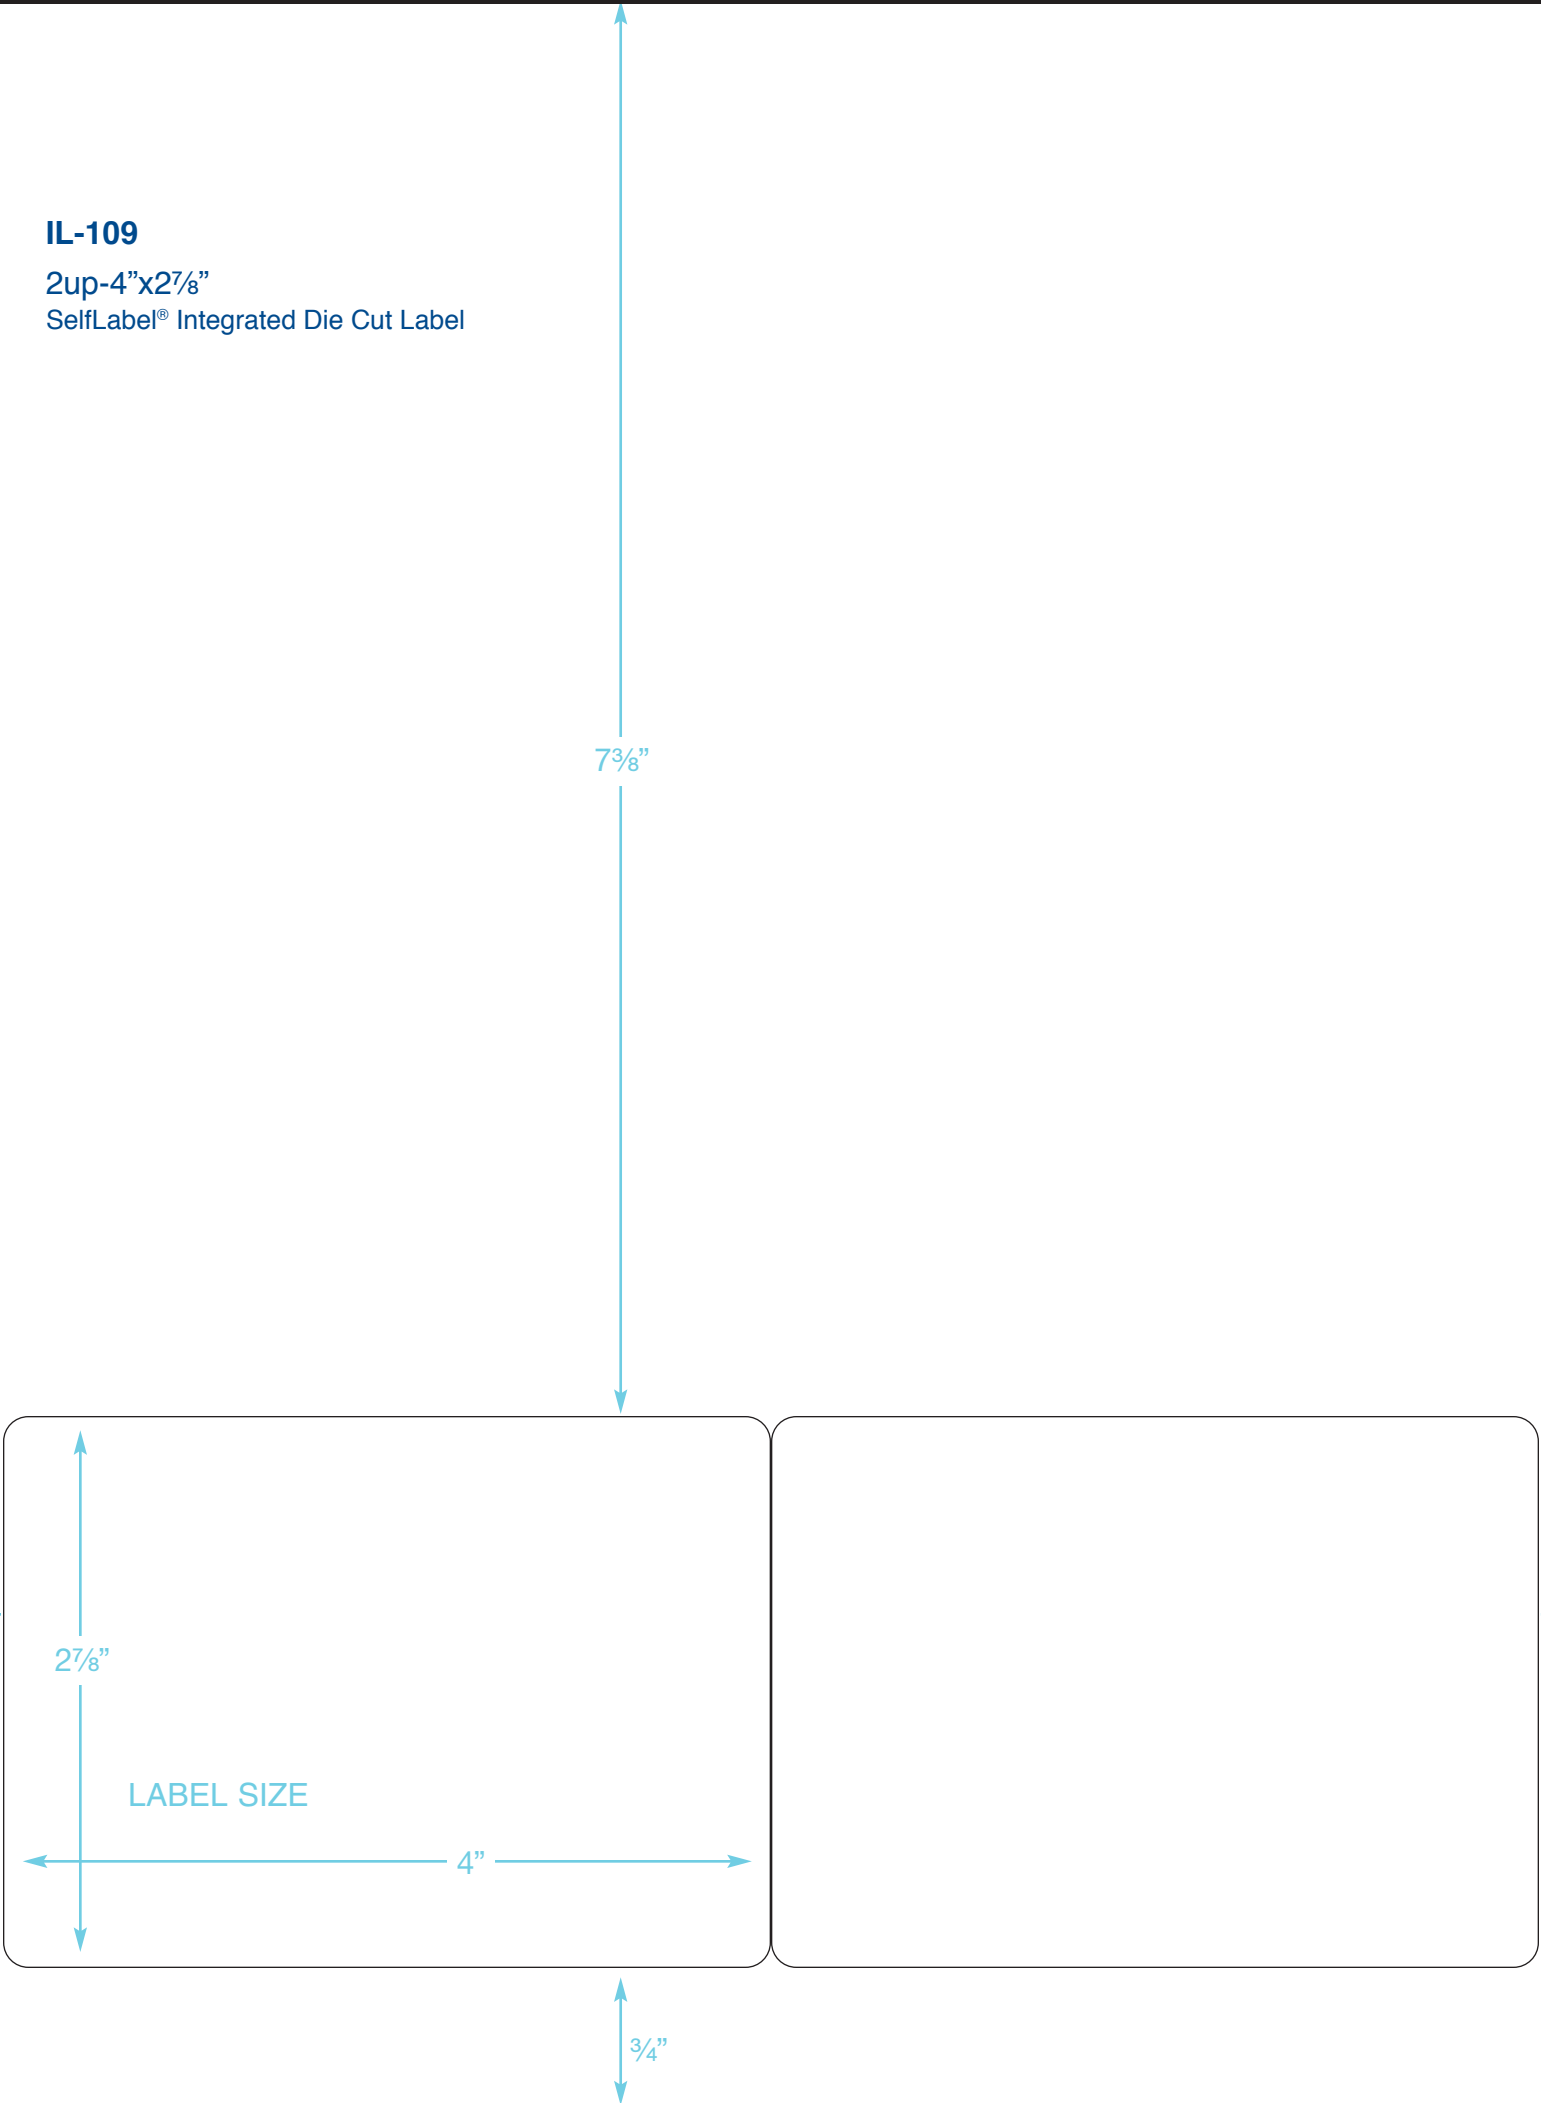 IL-109
2up-4”x2⅞”
SelfLabel® Integrated Die Cut Label
7⅜”
2⅞”
LABEL SIZE
4”
¾”